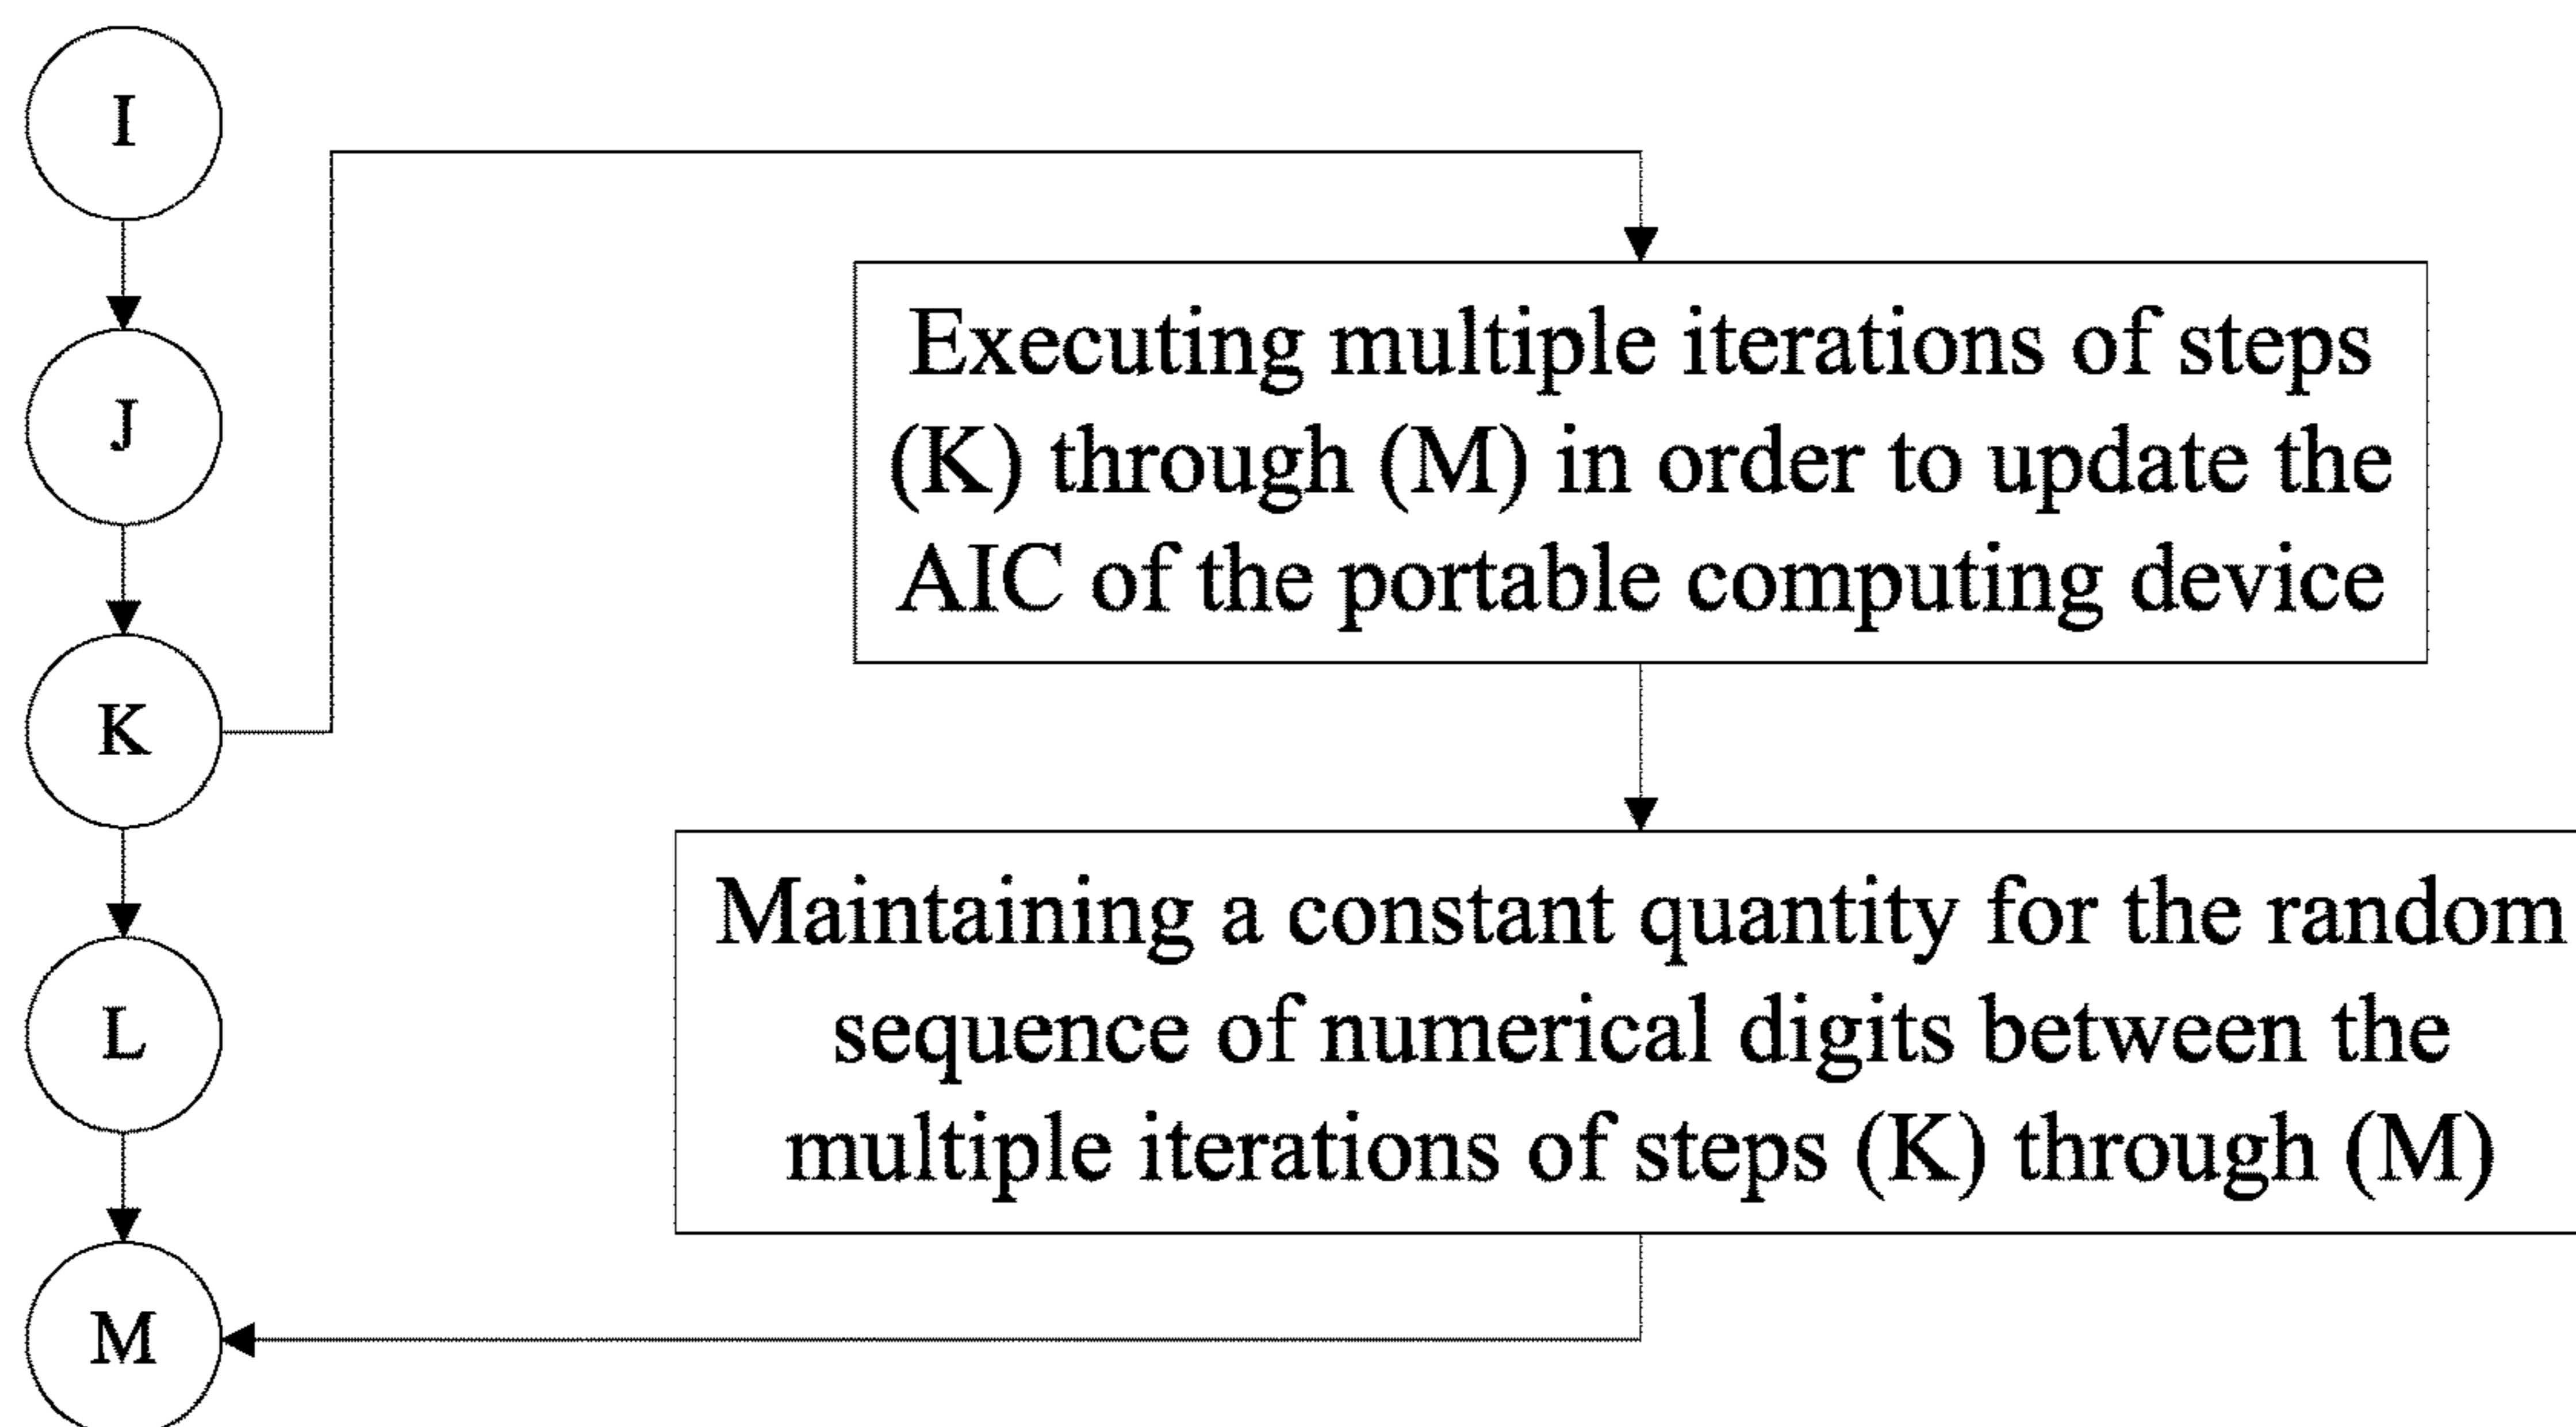 I
J
K
L
M
Executing multiple iterations of steps
(K) through (M) in order to update the
AIC of the portable computing device
Maintaining a constant quantity for the random
sequence of numerical digits between the
multiple iterations of steps (K) through (M)